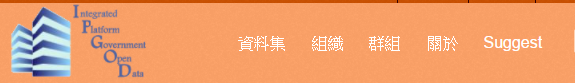 Integrated
Platform
Government
Open
Data
資料集 組織 群組 關於 Suggest